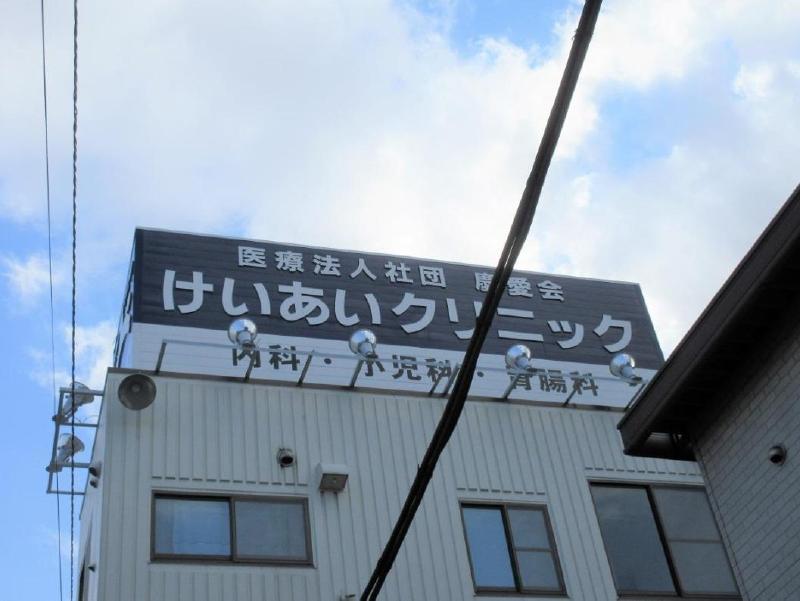 医療法人社団 慶愛会
けいあいクリニック
内科・小児科・胃腸科